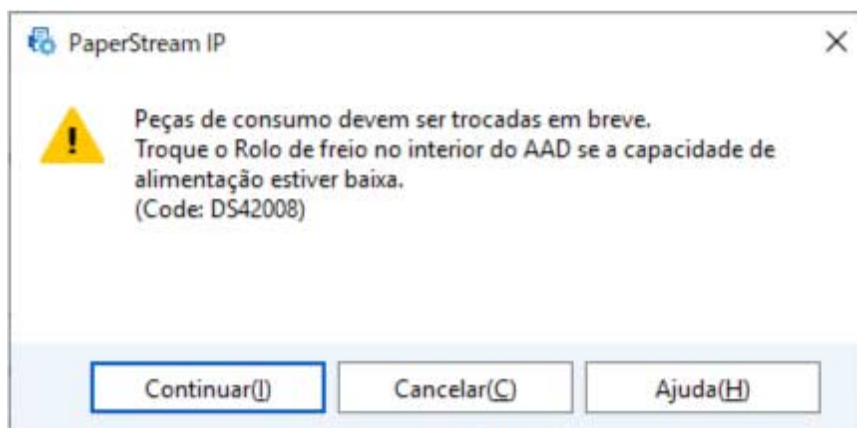 PaperStream IP
Peças de consumo devem ser trocadas em breve.
Troque o Rolo de freio no interior do AAD se a capacidade de
alimentação estiver baixa.
(Code: DS42008)
Continuar(I)
Cancelar(C)
Ajuda(H)